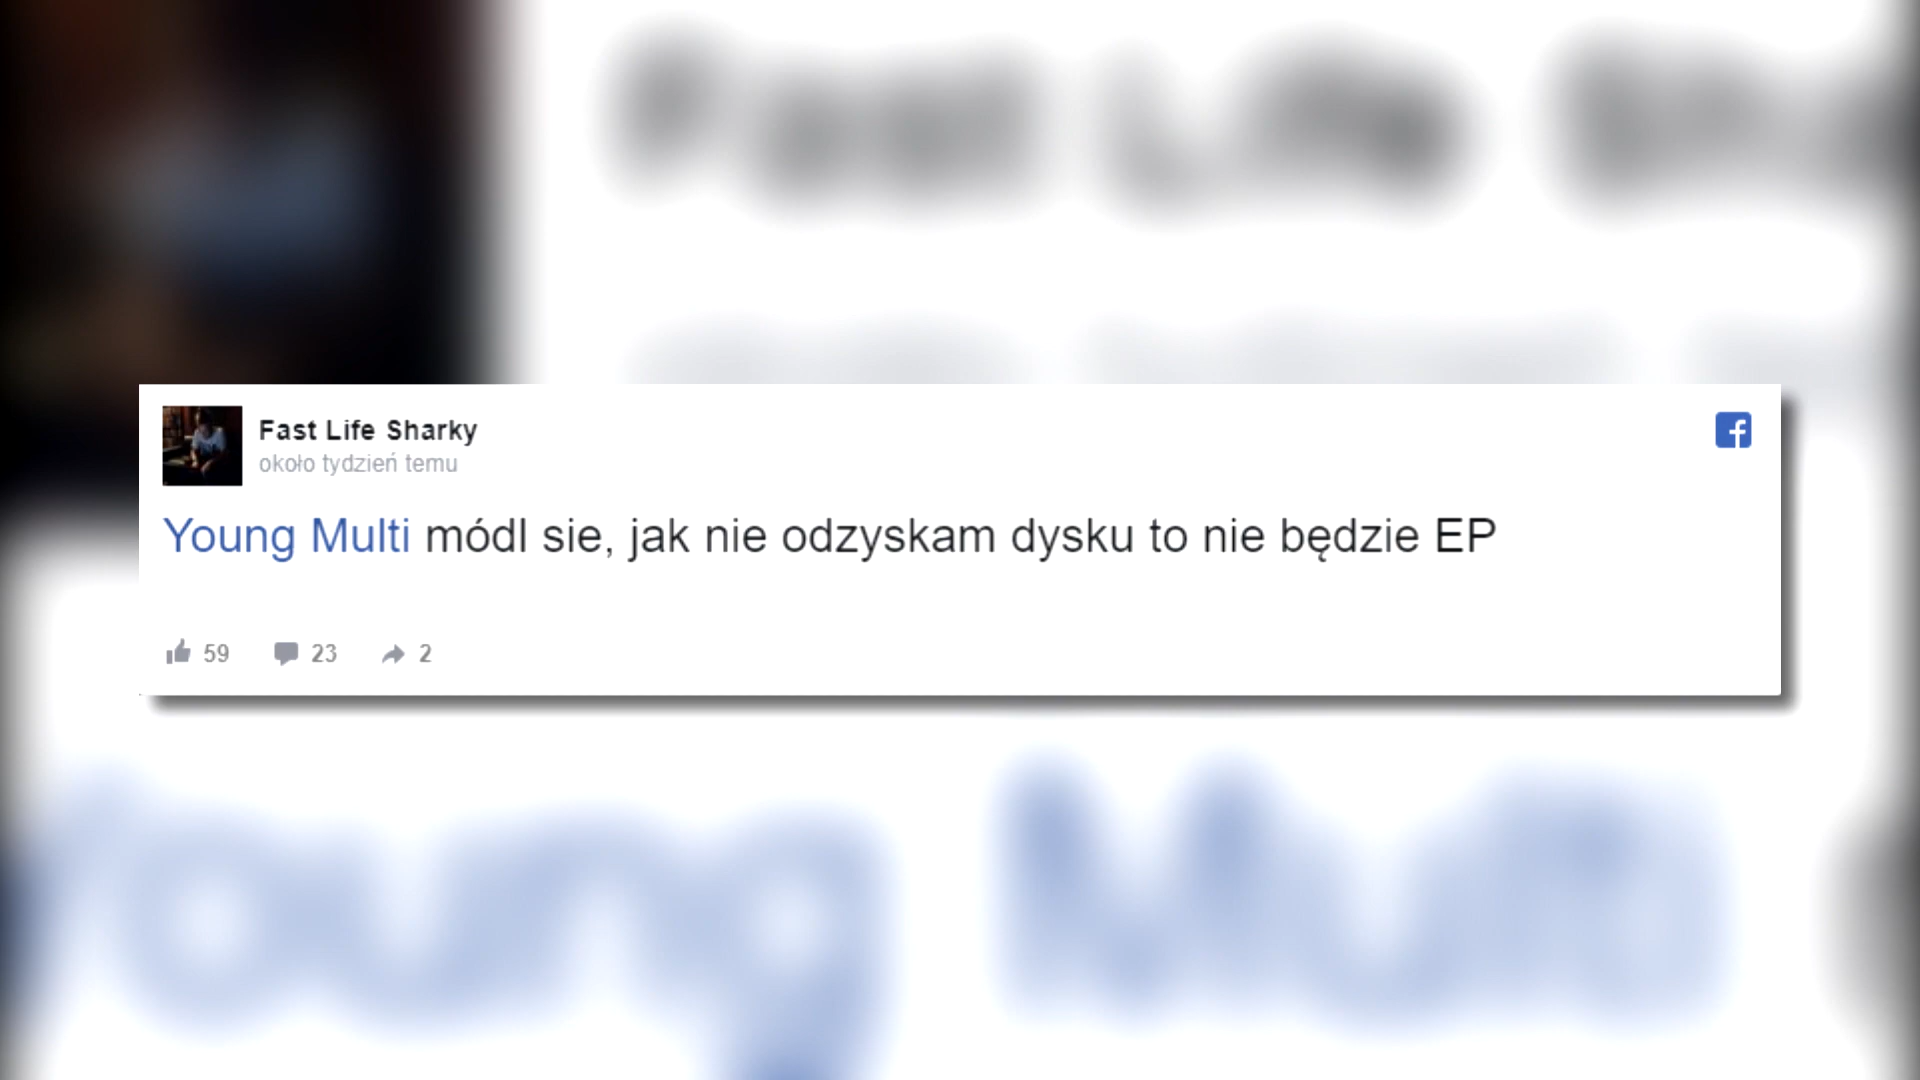 Fast Life Sharky
około tydzień temu
Young Multi módl sie, jak nie odzyskam dysku to nie będzie EP
59 23 2